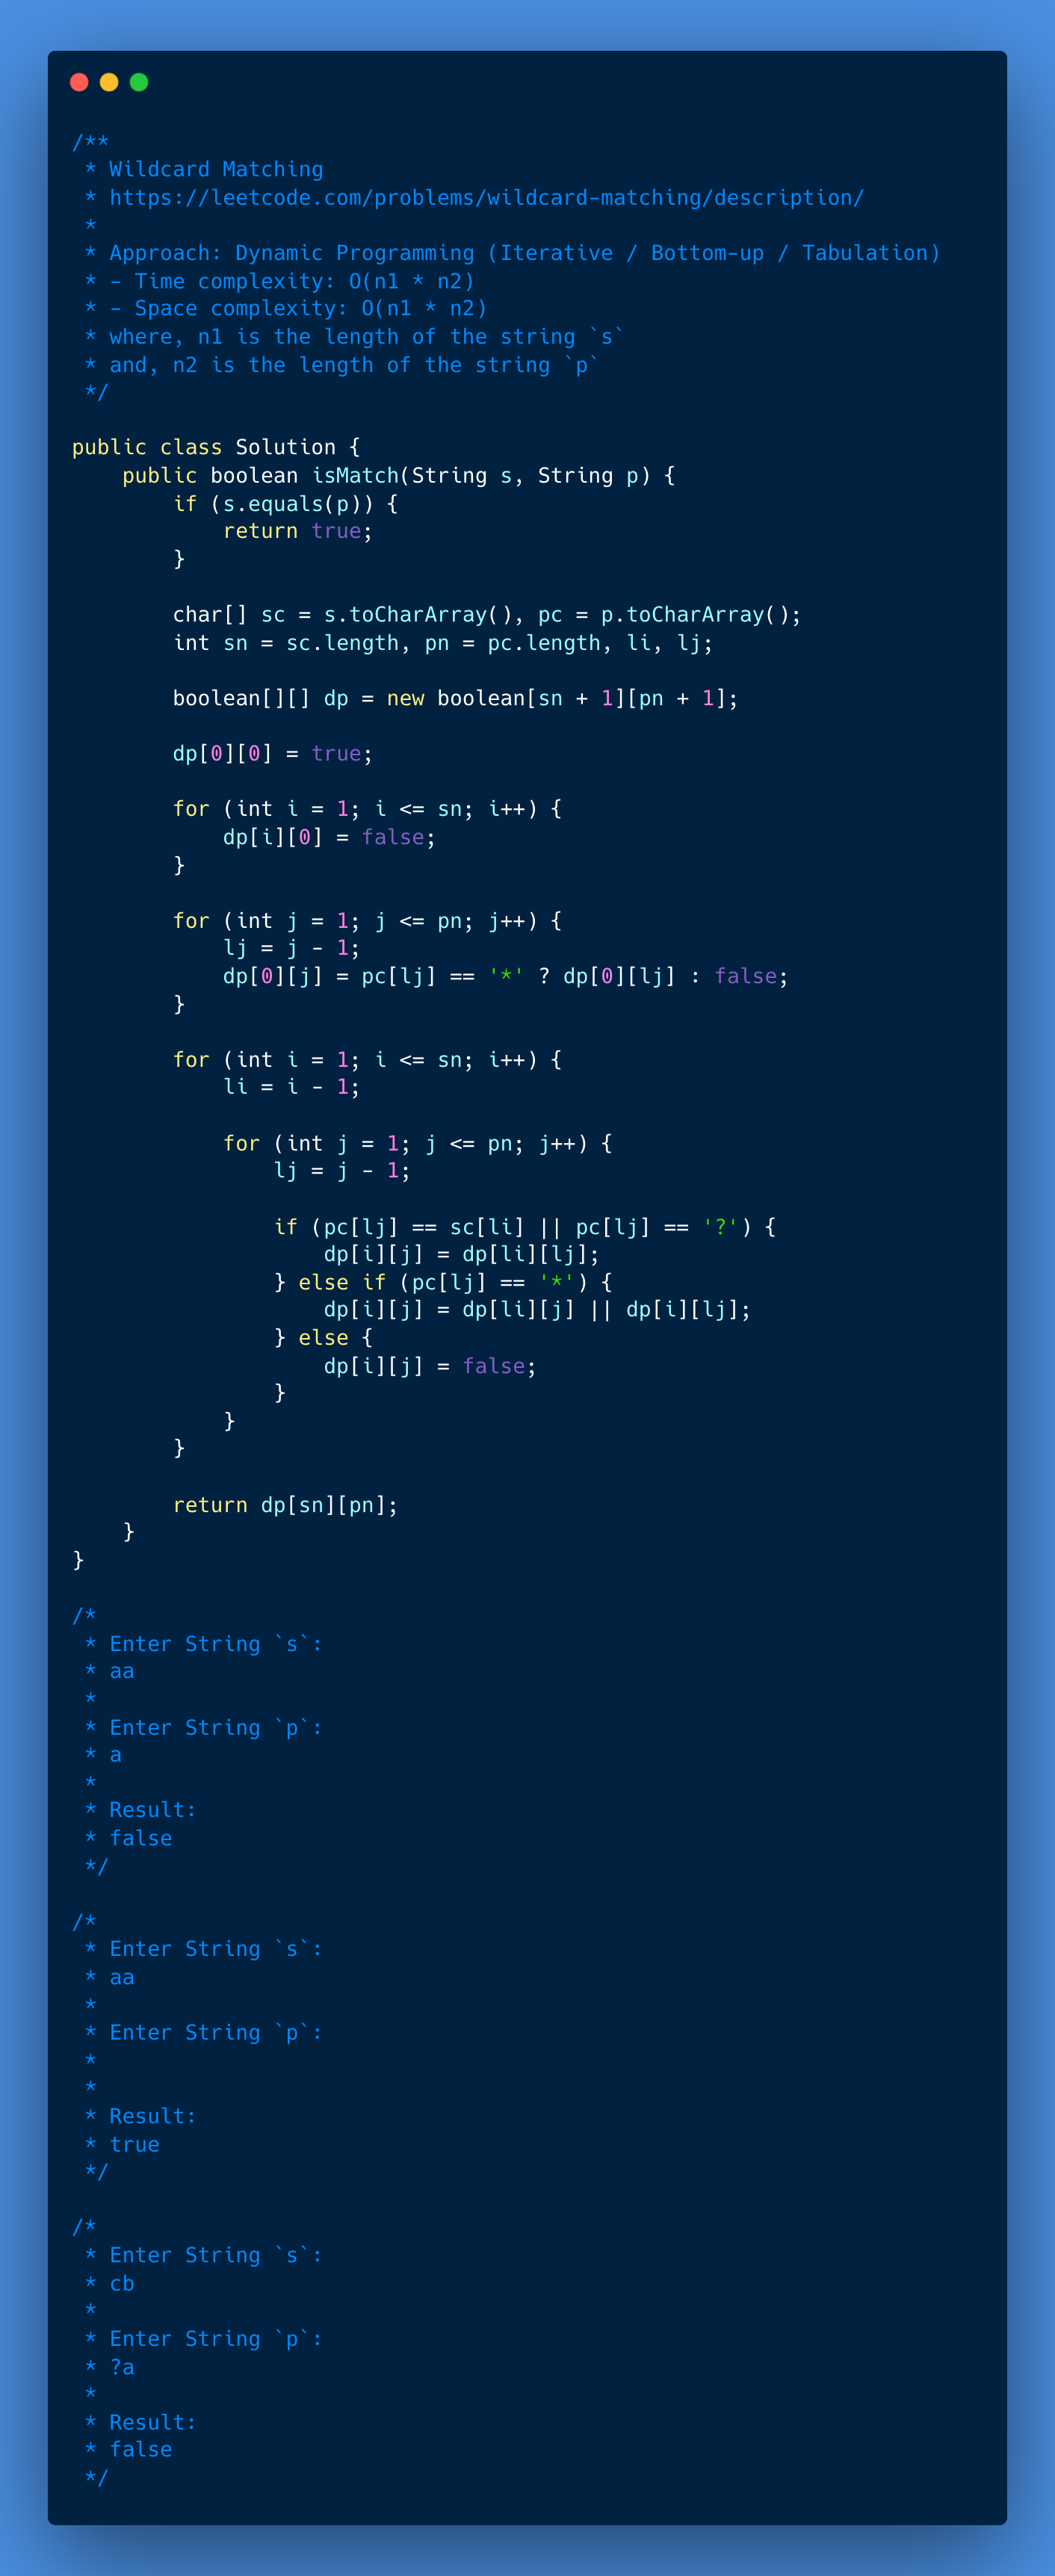 /**
 * Wildcard Matching
 * https://leetcode.com/problems/wildcard-matching/description/
 *
 * Approach: Dynamic Programming (Iterative / Bottom-up / Tabulation)
 * - Time complexity: O(n1 * n2)
 * - Space complexity: O(n1 * n2)
 * where, n1 is the length of the string `s`
 * and, n2 is the length of the string `p`
 */

public class Solution {
    public boolean isMatch(String s, String p) {
        if (s.equals(p)) {
            return true;
        }

        char[] sc = s.toCharArray(), pc = p.toCharArray();
        int sn = sc.length, pn = pc.length, li, lj;

        boolean[][] dp = new boolean[sn + 1][pn + 1];

        dp[0][0] = true;

        for (int i = 1; i <= sn; i++) {
            dp[i][0] = false;
        }

        for (int j = 1; j <= pn; j++) {
            lj = j - 1;
            dp[0][j] = pc[lj] == '*' ? dp[0][lj] : false;
        }

        for (int i = 1; i <= sn; i++) {
            li = i - 1;

            for (int j = 1; j <= pn; j++) {
                lj = j - 1;

                if (pc[lj] == sc[li] || pc[lj] == '?') {
                    dp[i][j] = dp[li][lj];
                } else if (pc[lj] == '*') {
                    dp[i][j] = dp[li][j] || dp[i][lj];
                } else {
                    dp[i][j] = false;
                }
            }
        }

        return dp[sn][pn];
    }
}

/*
 * Enter String `s`:
 * aa
 *
 * Enter String `p`:
 * a
 *
 * Result:
 * false
 */

/*
 * Enter String `s`:
 * aa
 *
 * Enter String `p`:
 *
 *
 * Result:
 * true
 */

/*
 * Enter String `s`:
 * cb
 *
 * Enter String `p`:
 * ?a
 *
 * Result:
 * false
 */